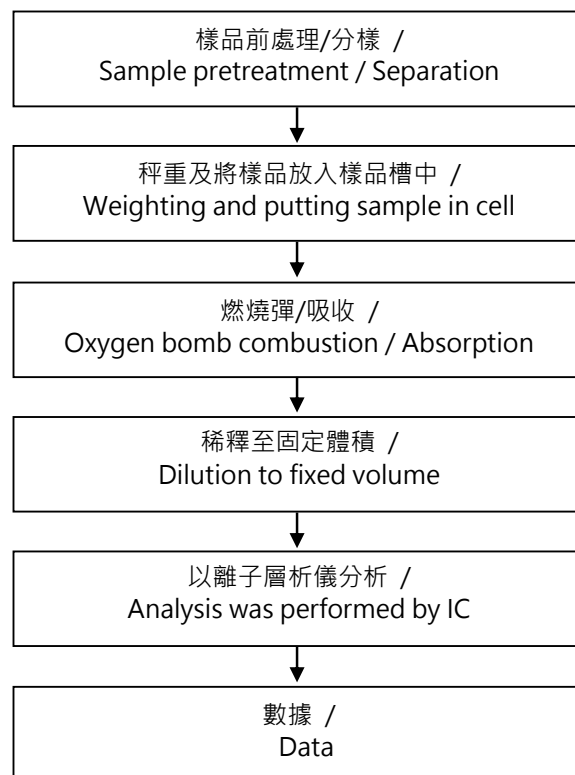 樣品前處理/分樣 /
Sample pretreatment / Separation
秤重及將樣品放入樣品槽中 /
Weighting and putting sample in cell
燃燒彈/吸收 /
Oxygen bomb combustion / Absorption
稀釋至固定體積 /
Dilution to fixed volume
以離子層析儀分析 /
Analysis was performed by IC
數據 /
Data